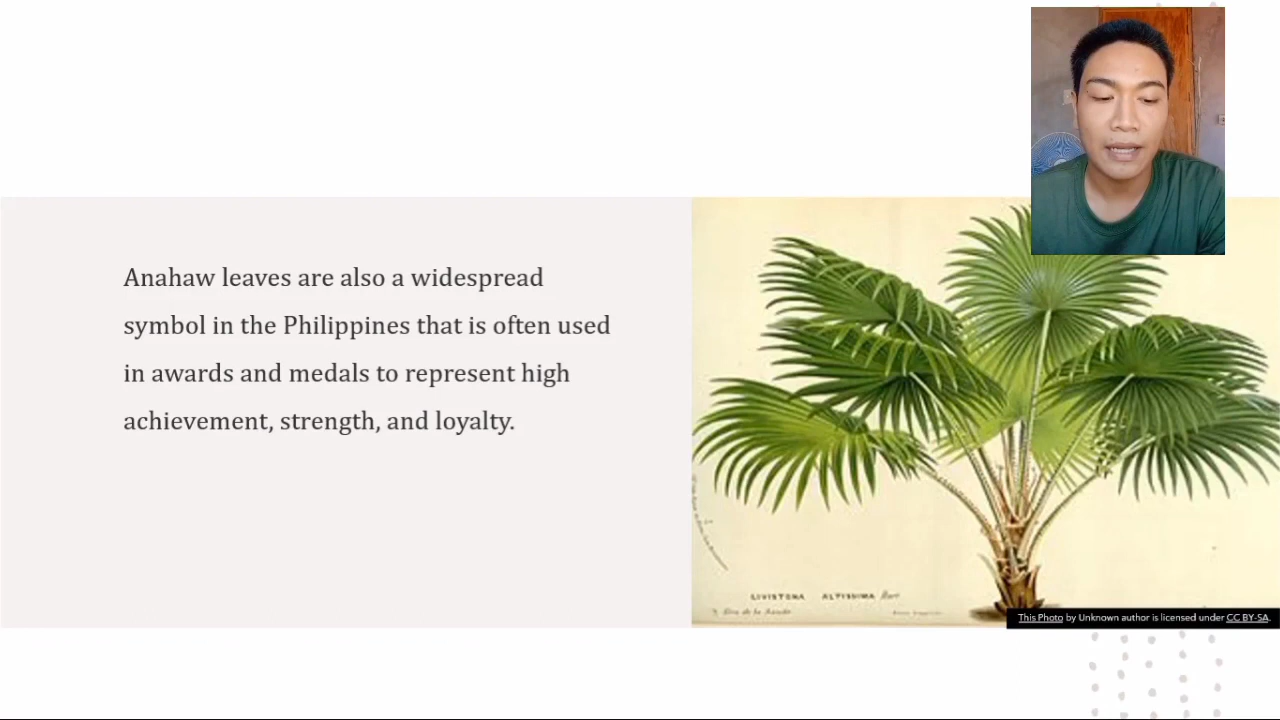 Anahaw leaves are also a widespread
symbol in the Philippines that is often used
in awards and medals to represent high
achievement, strength, and loyalty.
LIVISTONA ALTISSIMA
This Photo by Unknown author is licensed under CC BY-SA.